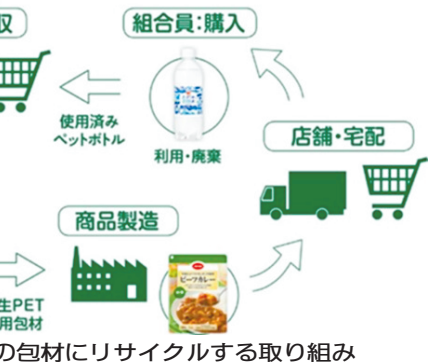 収
組合員:購入
使用済み
ペットボトル
利用・廃棄
店舗・宅配
商品製造
ビーフカレー
生PET
用包材
の包材にリサイクルする取り組み